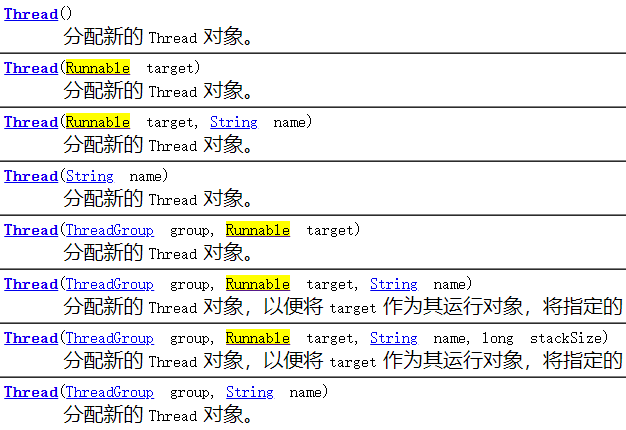 Thread()
分配新的 Thread 对象。
Thread(Runnable target)
分配新的 Thread 对象。
Thread(Runnable target, String name)
分配新的 Thread 对象。
Thread(String name)
分配新的 Thread 对象。
Thread(ThreadGroup group, Runnable target)
分配新的 Thread 对象。
Thread(ThreadGroup group, Runnable target, String name)
分配新的 Thread 对象，以便将 target 作为其运行对象，将指定的
Thread(ThreadGroup group, Runnable target, String name, long stackSize)
分配新的 Thread 对象，以便将 target 作为其运行对象，将指定的
Thread(ThreadGroup group, String name)
分配新的 Thread 对象。